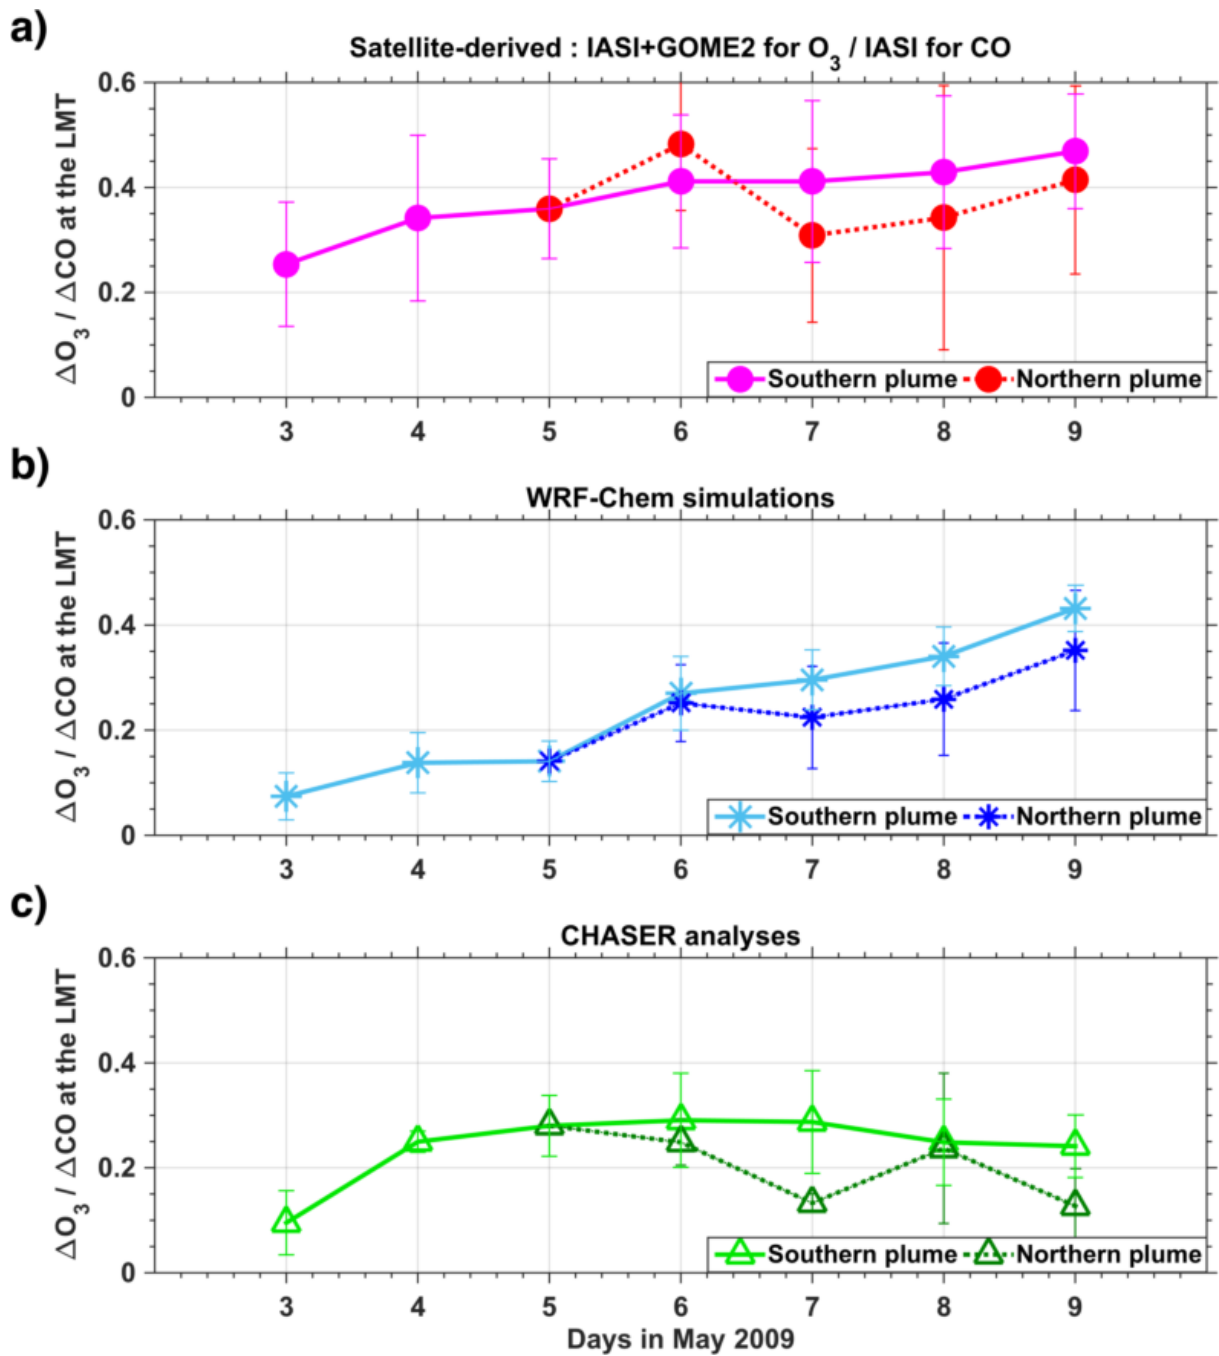 a)
Satellite-derived : IASI+GOME2 for O3 / IASI for CO
ΔO3 / ΔCO at the LMT
0.6
0.4
0.2
0
Southern plume Northern plume
3 4 5 6 7 8 9
b)
WRF-Chem simulations
ΔO3 / ΔCO at the LMT
0.6
0.4
0.2
0
Southern plume Northern plume
3 4 5 6 7 8 9
c)
CHASER analyses
ΔO3 / ΔCO at the LMT
0.6
0.4
0.2
0
Southern plume Northern plume
3 4 5 6 7 8 9
Days in May 2009